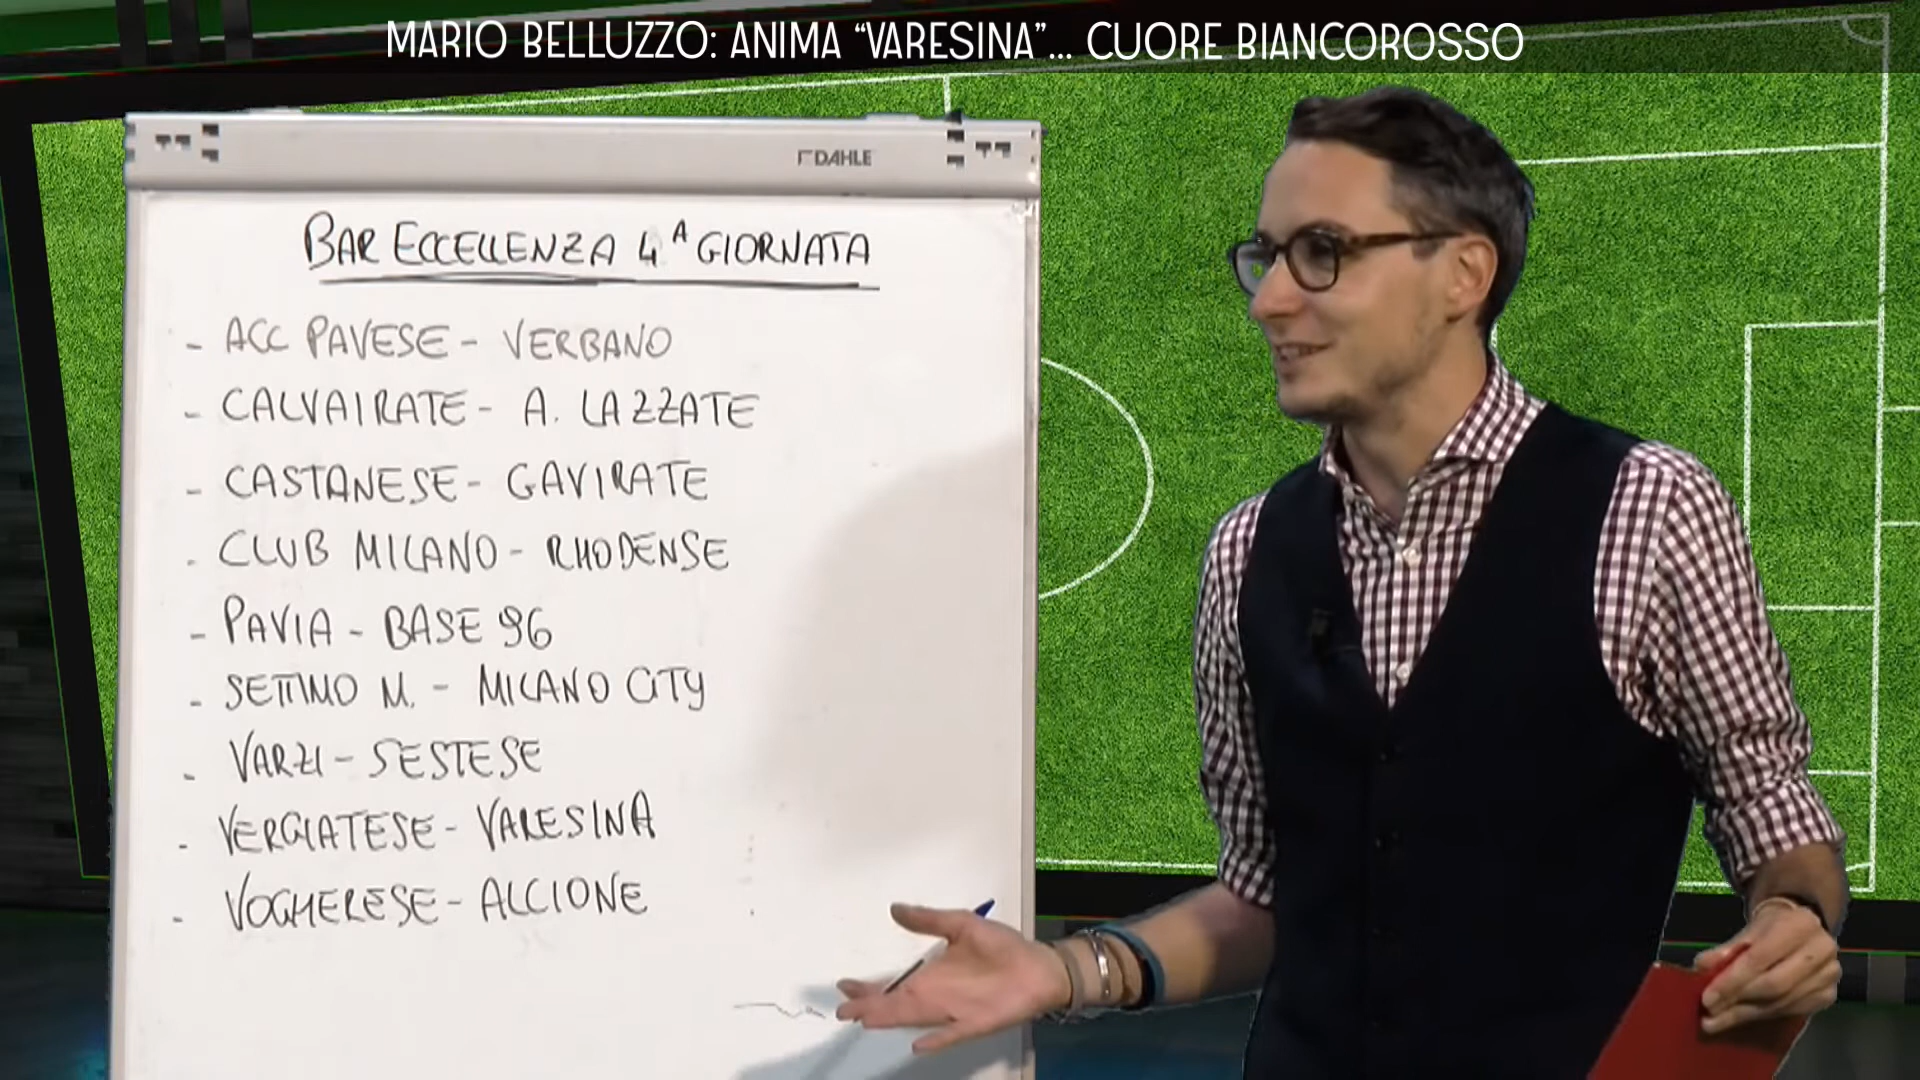 MARIO BELLUZZO: ANIMA “VARESINA”... CUORE BIANCOROSSO
DAHLE
BAR ECCELLENZA 4ª GIORNATA
- ACC PAVESE - VERBANO
- CALVAIRATE - A. LAZZATE
- CASTANESE - GAVIRATE
- CLUB MILANO - RHODENSE
- PAVIA - BASE 96
- SETTIMO M. - MILANO CITY
- VARZI - SESTESE
- VERGIATESE - VARESINA
- VOGHERESE - ALCIONE